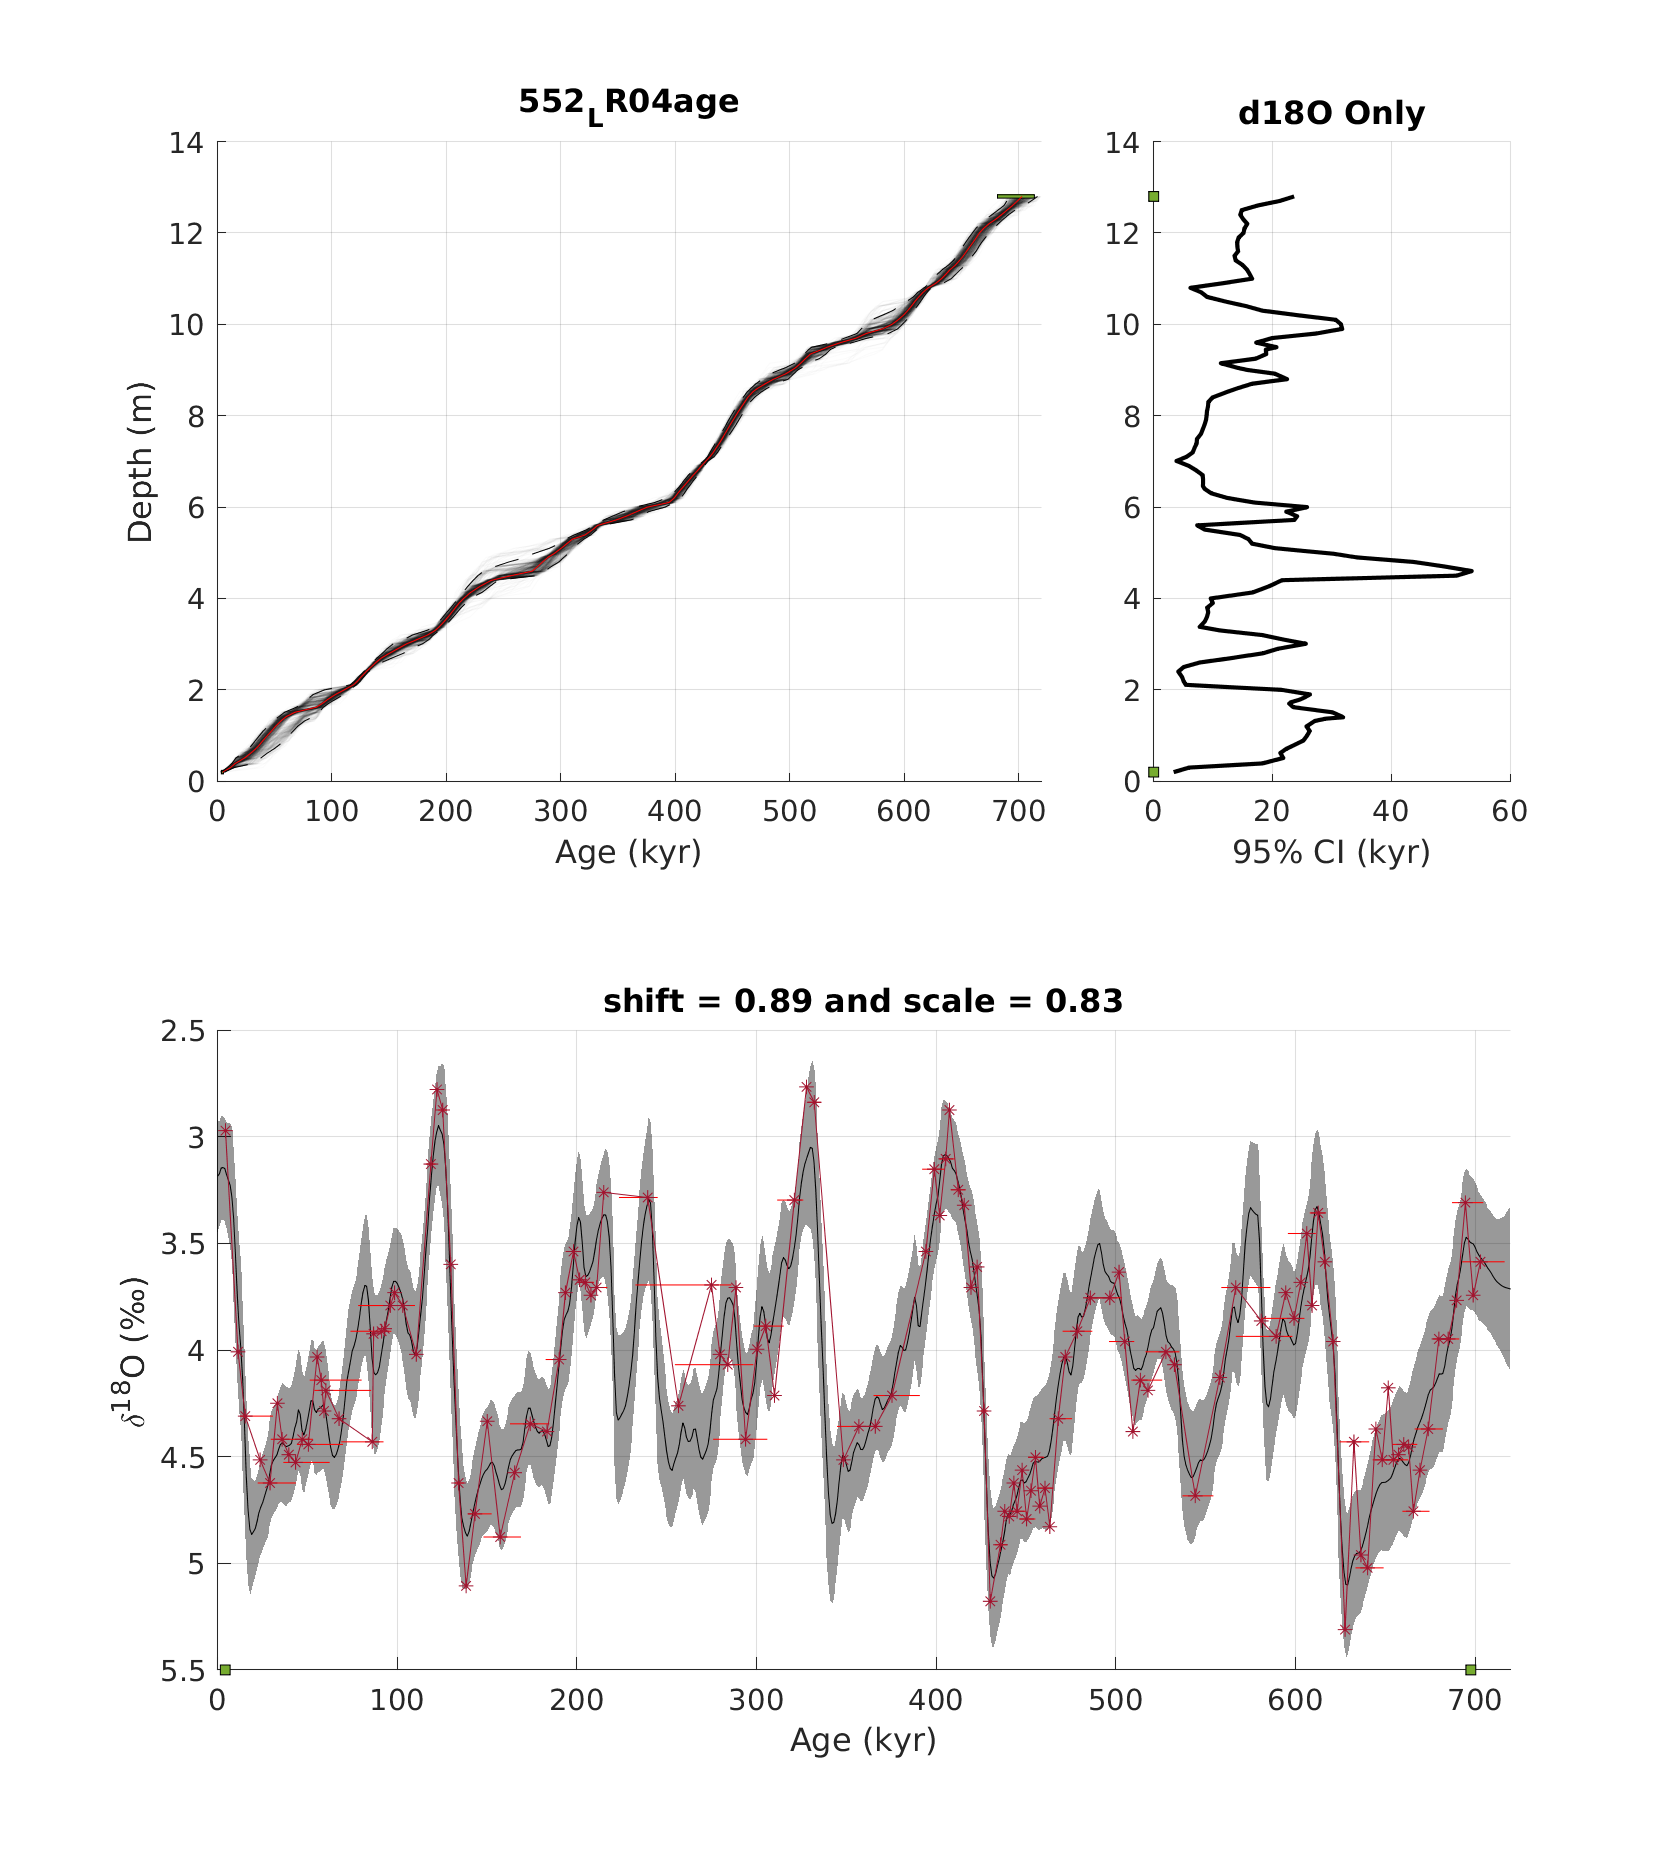 552LR04age
d18O Only
14
12
10
8
6
4
2
0
Depth (m)
0 100 200 300 400 500 600 700
Age (kyr)
14
12
10
8
6
4
2
0
0 20 40 60
95% CI (kyr)
shift = 0.89 and scale = 0.83
2.5
3
3.5
4
4.5
5
5.5
δ18O (‰)
0 100 200 300 400 500 600 700
Age (kyr)